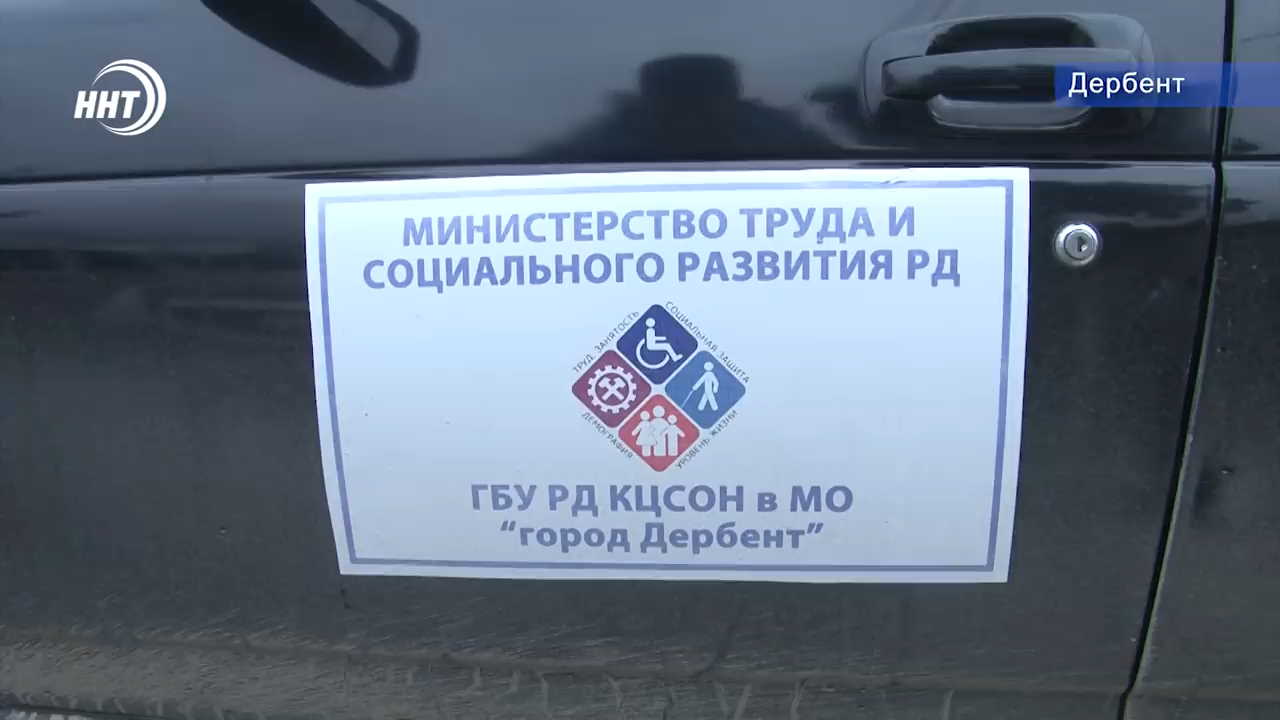 ННТ
Дербент
МИНИСТЕРСТВО ТРУДА И
СОЦИАЛЬНОГО РАЗВИТИЯ РД
ТРУД, ЗАНЯТОСТЬ
СОЦИАЛЬНАЯ ЗАЩИТА
ДЕМОГРАФИЯ
УРОВЕНЬ ЖИЗНИ
ГБУ РД КЦСОН в МО
“город Дербент”